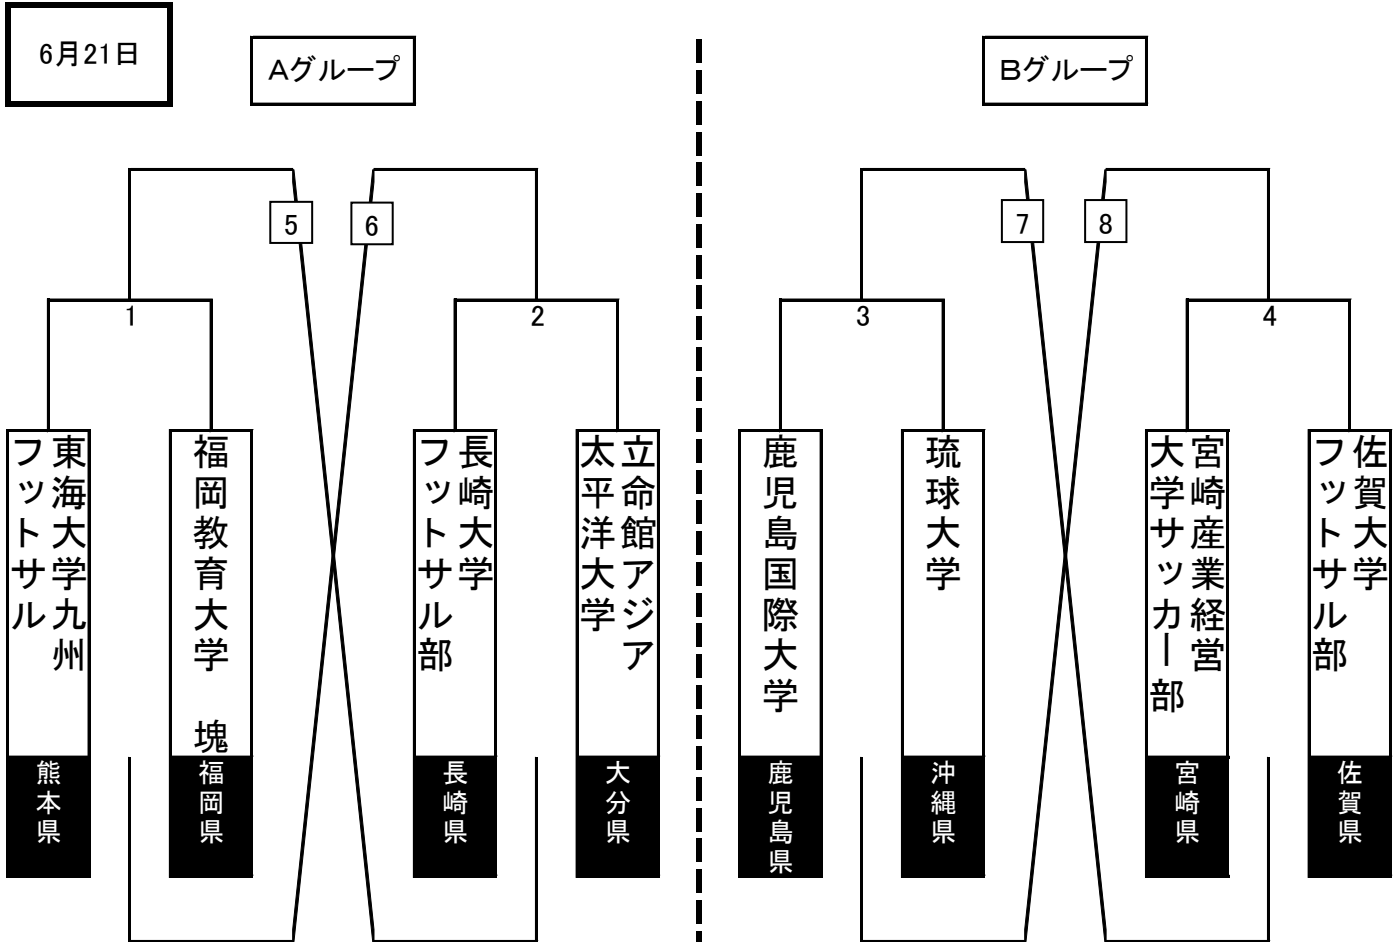 6月21日
Aグループ
Bグループ
5
6
7
8
1
2
3
4
東海大学九州
フットサル
福岡教育大学　塊
長崎大学
フットサル部
立命館アジア
太平洋大学
鹿児島国際大学
琉球大学
宮崎産業経営
大学サッカー部
佐賀大学
フットサル部
熊本県
福岡県
長崎県
大分県
鹿児島県
沖縄県
宮崎県
佐賀県